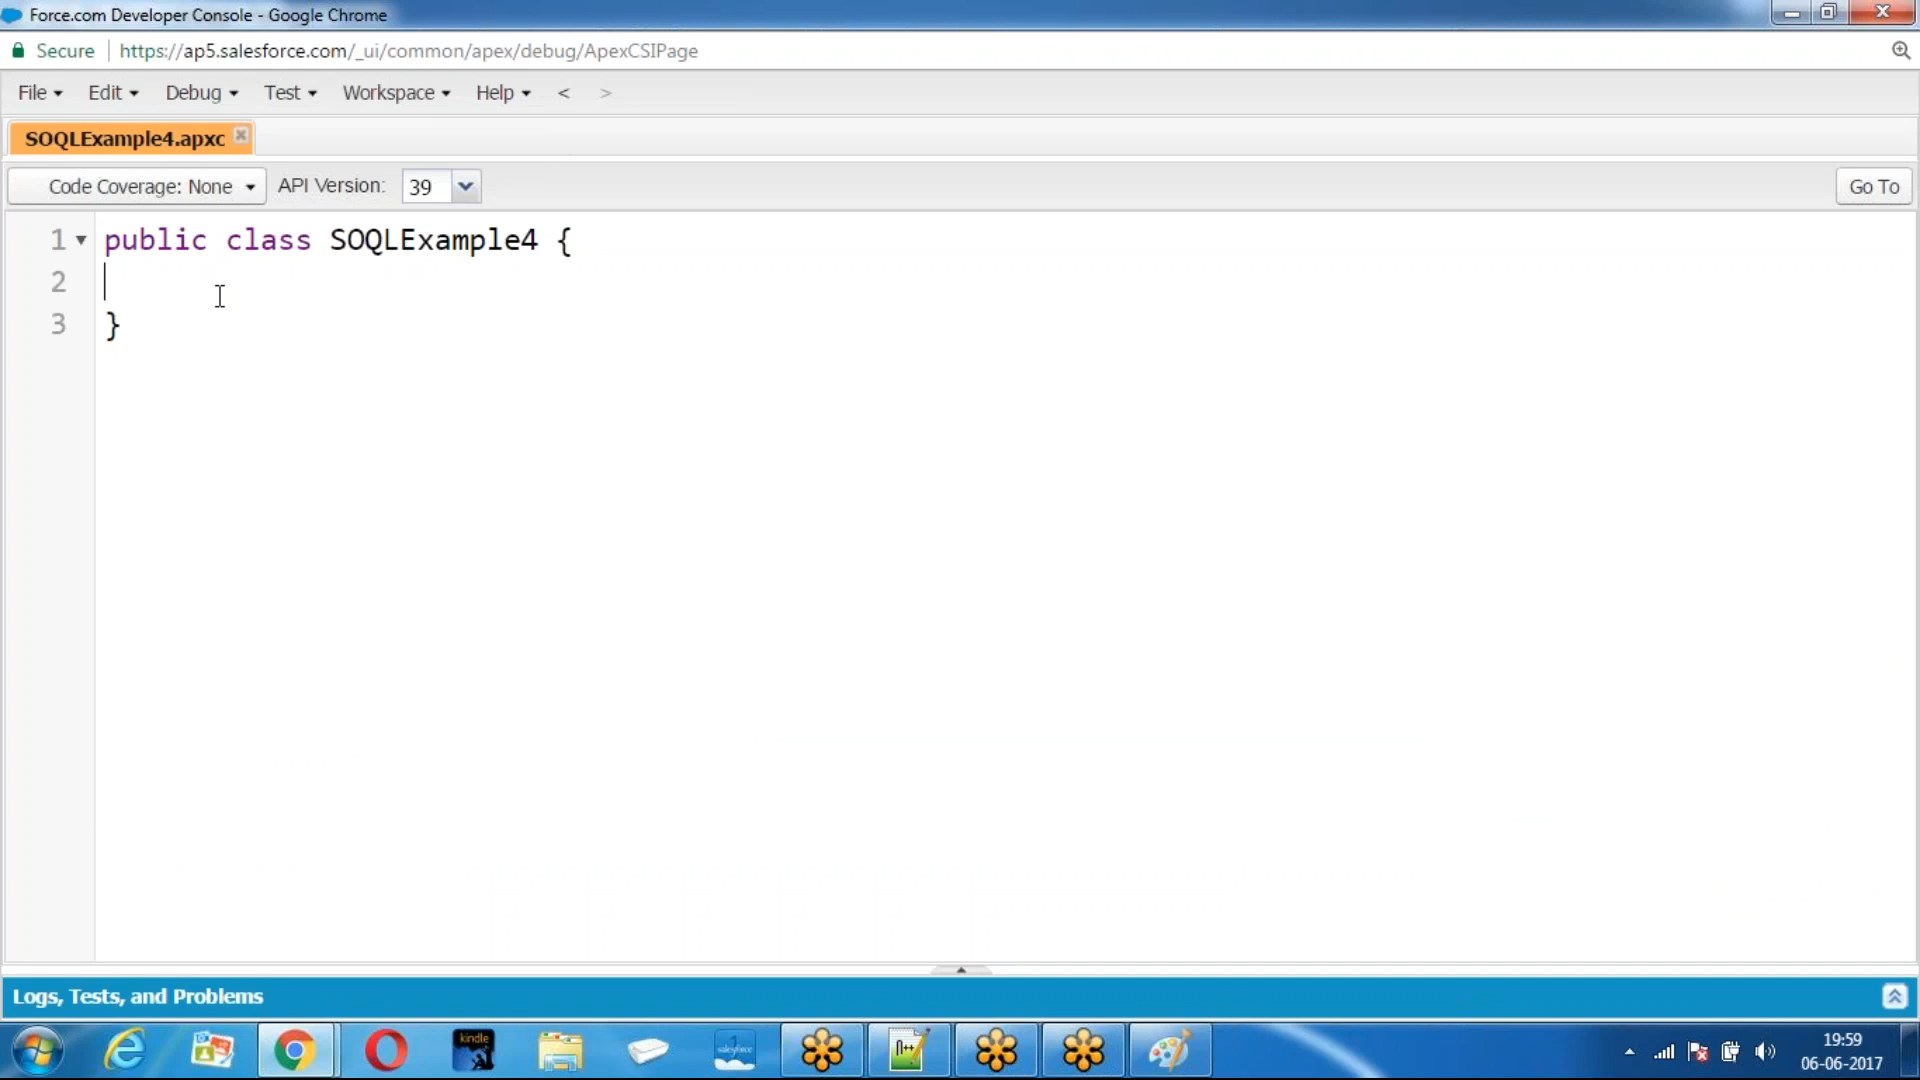 Force.com Developer Console - Google Chrome
Secure https://ap5.salesforce.com/_ui/common/apex/debug/ApexCSIPage
File Edit Debug Test Workspace Help < >
SOQLExample4.apxc
Code Coverage: None API Version: 39 Go To
1 public class SOQLExample4 {
2
3 }
Logs, Tests, and Problems
kindle
salesforce
19:59
06-06-2017